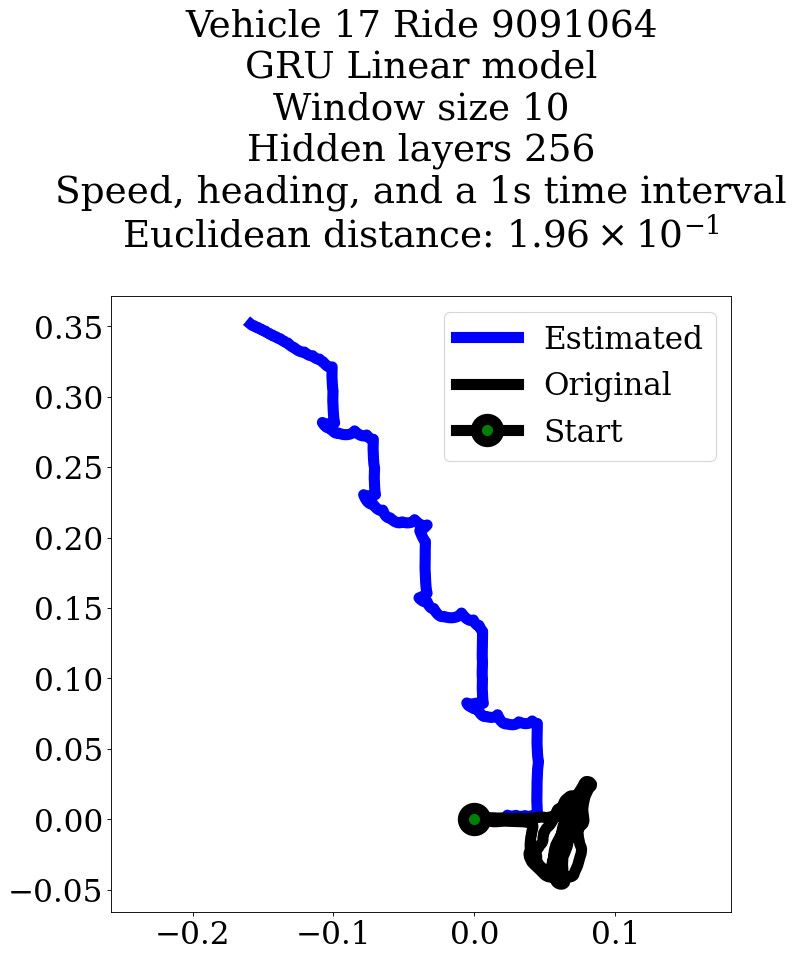 Vehicle 17 Ride 9091064
GRU Linear model
Window size 10
Hidden layers 256
Speed, heading, and a 1s time interval
Euclidean distance: 1.96 × 10⁻¹
Estimated
Original
Start
0.35
0.30
0.25
0.20
0.15
0.10
0.05
0.00
−0.05
−0.2
−0.1
0.0
0.1